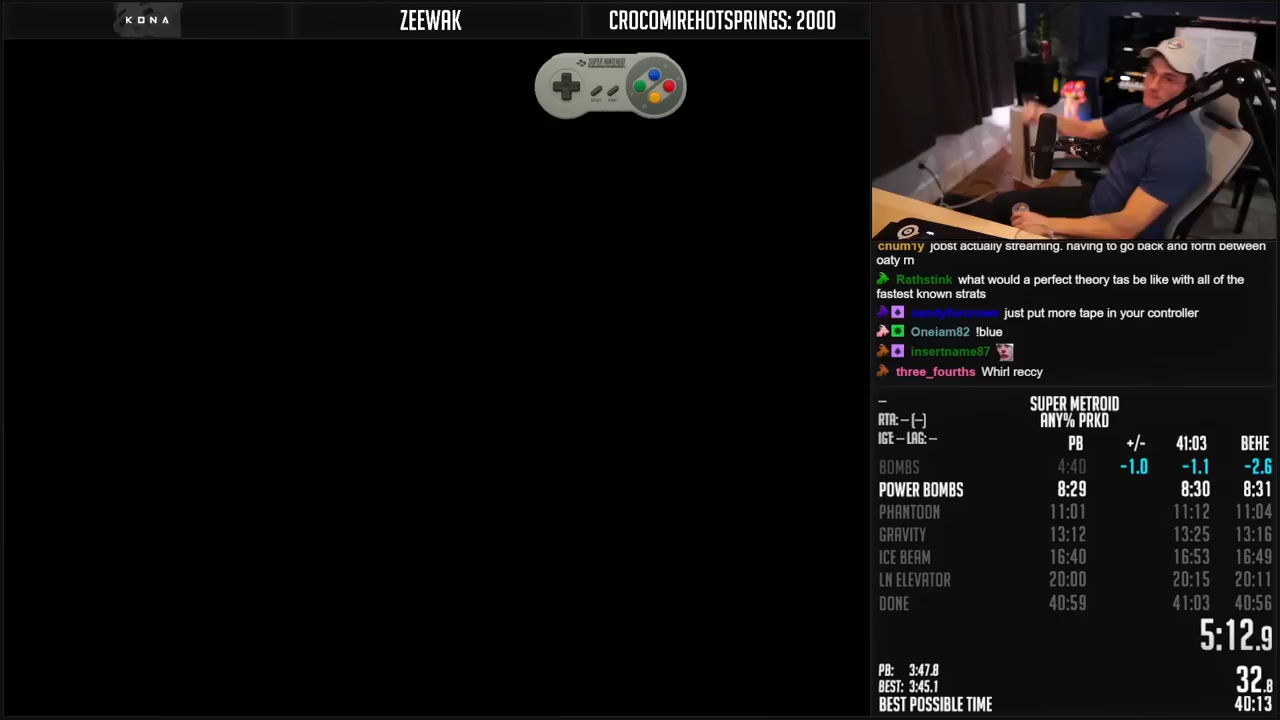 KONA
ZEEWAK
CROCOMIREHOTSPRINGS: 2000
SUPER NINTENDO
SELECT START
chum1y jobst actually streaming. having to go back and forth between
oaty rn
Rathstink what would a perfect theory tas be like with all of the
fastest known strats
just put more tape in your controller
Oneiam82 !blue
insertname87
three_fourths Whirl reccy
–
SUPER METROID
RTA: – (–)
ANY% PRKD
IGT: – LAG: –
PB +/- 41:03 BEHE
BOMBS 4:40 -1.0 -1.1 -2.6
POWER BOMBS 8:29 8:30 8:31
PHANTOON 11:01 11:12 11:04
GRAVITY 13:12 13:25 13:16
ICE BEAM 16:40 16:53 16:49
LN ELEVATOR 20:00 20:15 20:11
DONE 40:59 41:03 40:56
5:12.9
PB: 3:47.8
BEST: 3:45.1
32.8
BEST POSSIBLE TIME 40:13